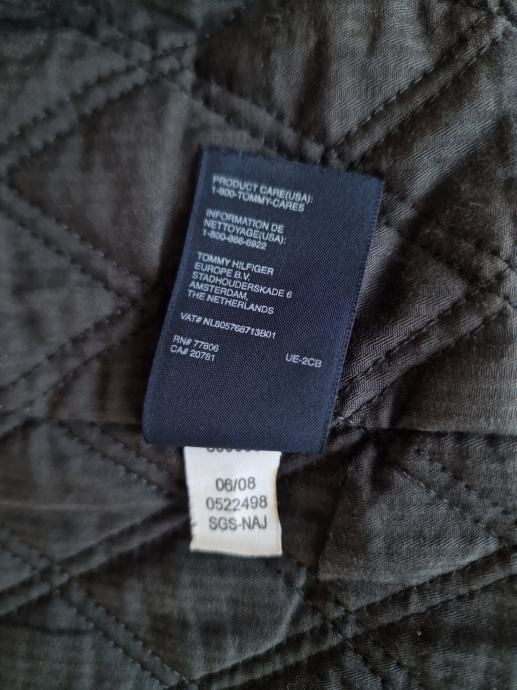 PRODUCT CARE(USA):
1-800-TOMMY-CARES
INFORMATION DE
NETTOYAGE(USA):
1-800-866-6922
TOMMY HILFIGER
EUROPE B.V.
STADHOUDERSKADE 6
AMSTERDAM,
THE NETHERLANDS
VAT# NL805768713B01
RN# 77806
CA# 20781
UE-2CB
06/08
0522498
SGS-NAJ